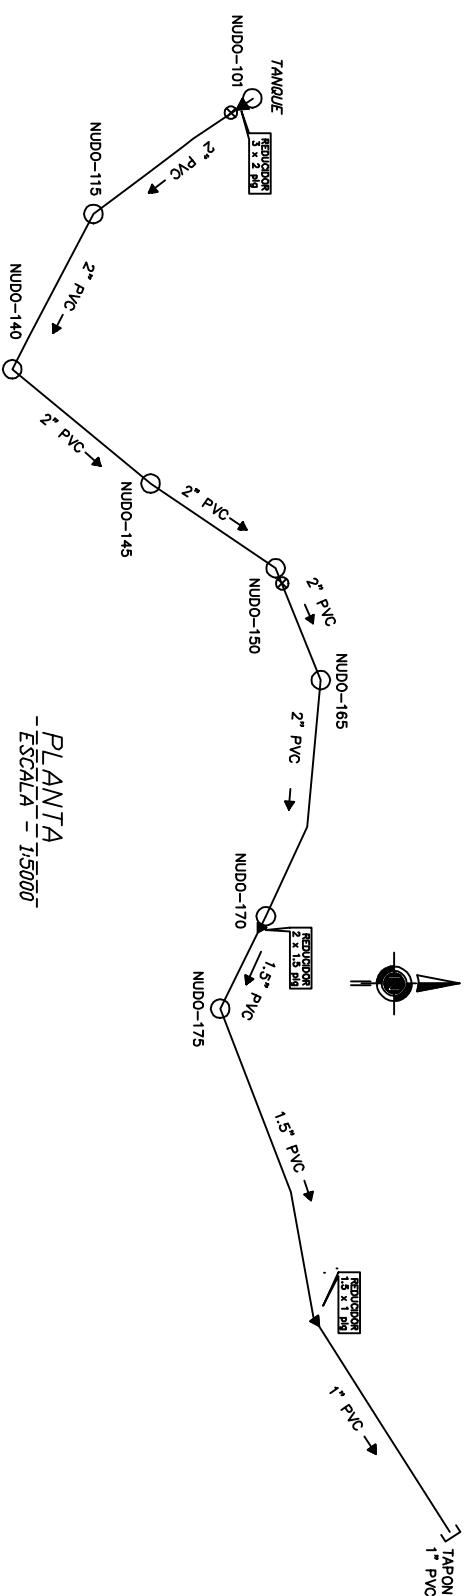 TANQUE
NUDO-101
REDUCIDOR
3 x 2 plg
2" PVC
NUDO-115
2" PVC
NUDO-140
2" PVC
NUDO-145
2" PVC
NUDO-150
2" PVC
NUDO-165
2" PVC
NUDO-170
REDUCIDOR
2 x 1.5 plg
1.5" PVC
NUDO-175
1.5" PVC
REDUCIDOR
1.5 x 1 plg
1" PVC
TAPON
1" PVC
PLANTA
ESCALA - 1:5000